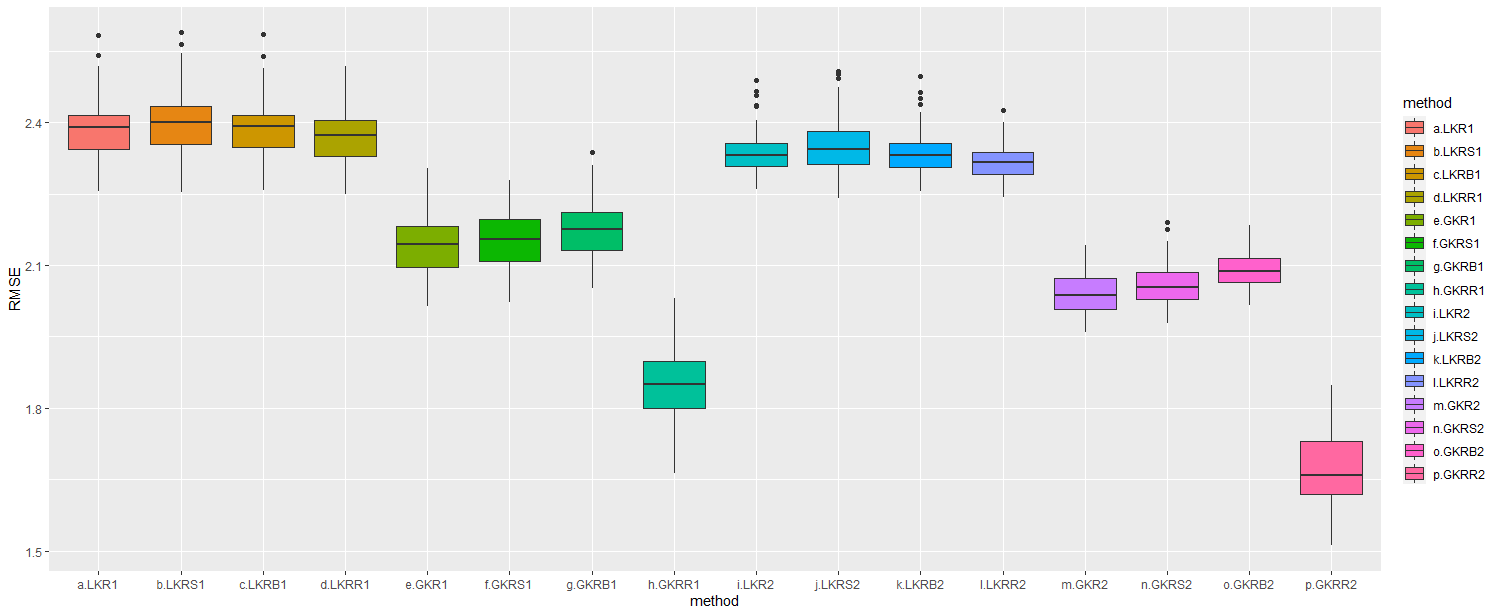 RMSE
2.4
2.1
1.8
1.5
a.LKR1 b.LKRS1 c.LKRB1 d.LKRR1 e.GKR1 f.GKRS1 g.GKRB1 h.GKRR1 i.LKR2 j.LKRS2 k.LKRB2 l.LKRR2 m.GKR2 n.GKRS2 o.GKRB2 p.GKRR2
method
method
a.LKR1
b.LKRS1
c.LKRB1
d.LKRR1
e.GKR1
f.GKRS1
g.GKRB1
h.GKRR1
i.LKR2
j.LKRS2
k.LKRB2
l.LKRR2
m.GKR2
n.GKRS2
o.GKRB2
p.GKRR2